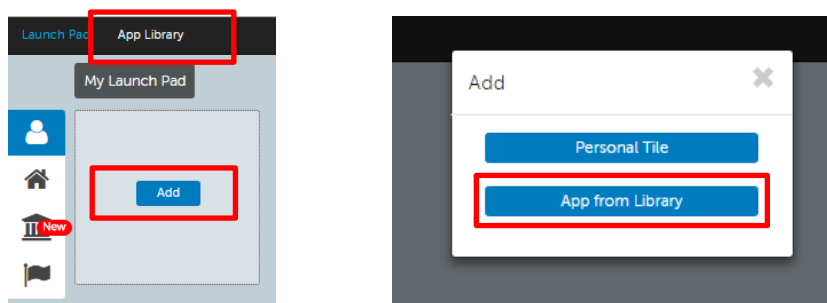 Launch Pad App Library
My Launch Pad
Add
New
Add
Personal Tile
App from Library